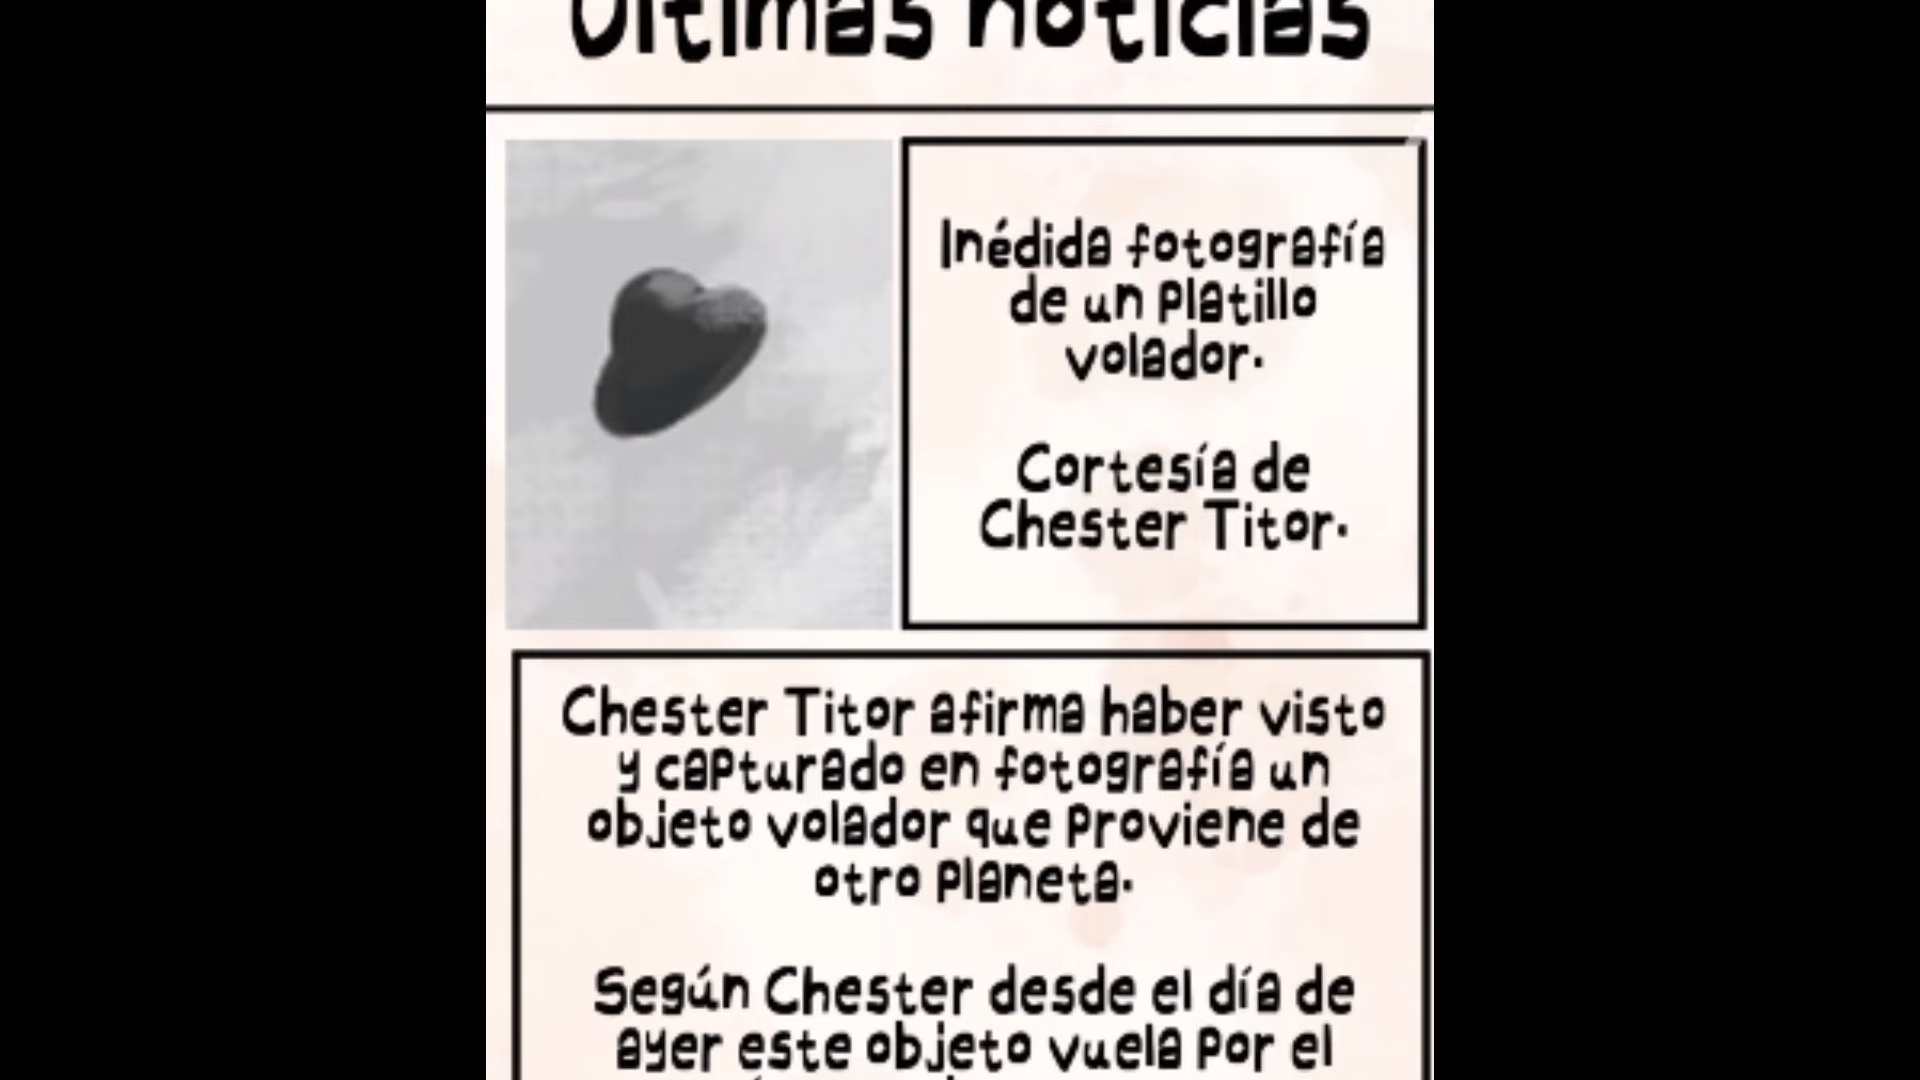 Últimas noticias
Inédida fotografía
de un platillo
volador.
Cortesía de
Chester Titor.
Chester Titor afirma haber visto
y capturado en fotografía un
objeto volador que proviene de
otro planeta.
Según Chester desde el día de
ayer este objeto vuela por el